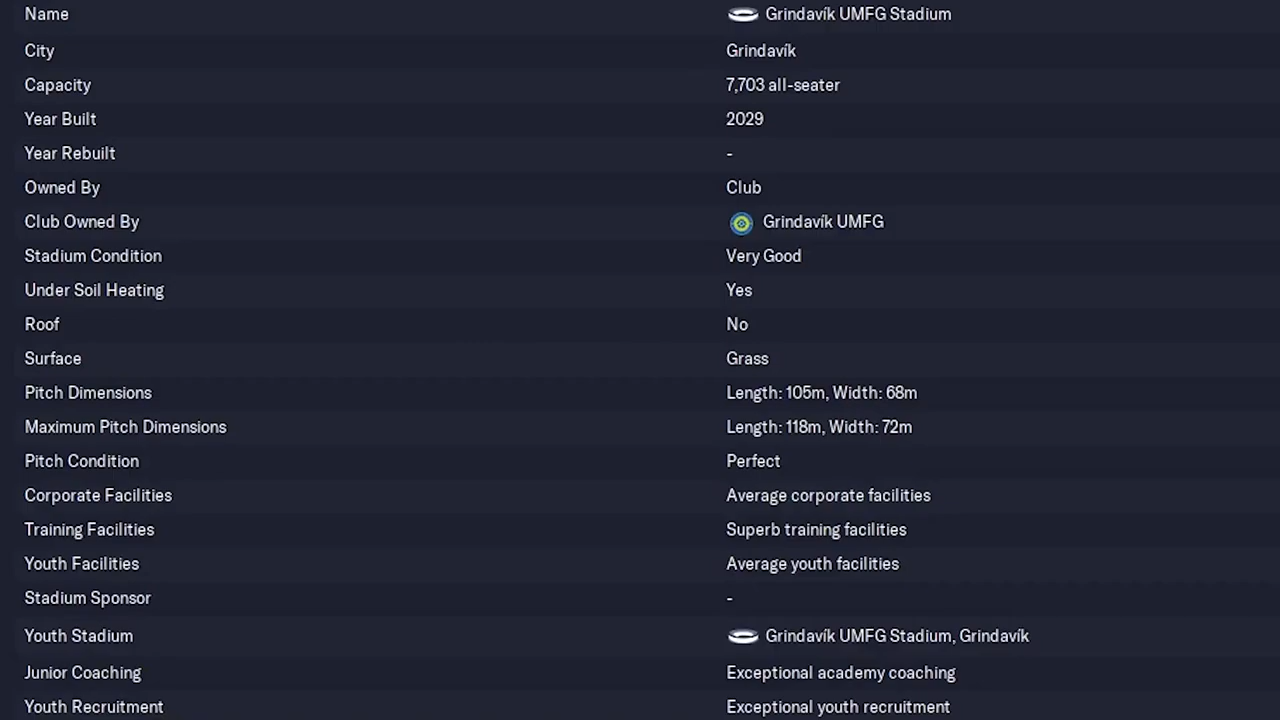 Name Grindavík UMFG Stadium
City Grindavík
Capacity 7,703 all-seater
Year Built 2029
Year Rebuilt -
Owned By Club
Club Owned By Grindavík UMFG
Stadium Condition Very Good
Under Soil Heating Yes
Roof No
Surface Grass
Pitch Dimensions Length: 105m, Width: 68m
Maximum Pitch Dimensions Length: 118m, Width: 72m
Pitch Condition Perfect
Corporate Facilities Average corporate facilities
Training Facilities Superb training facilities
Youth Facilities Average youth facilities
Stadium Sponsor -
Youth Stadium Grindavík UMFG Stadium, Grindavík
Junior Coaching Exceptional academy coaching
Youth Recruitment Exceptional youth recruitment